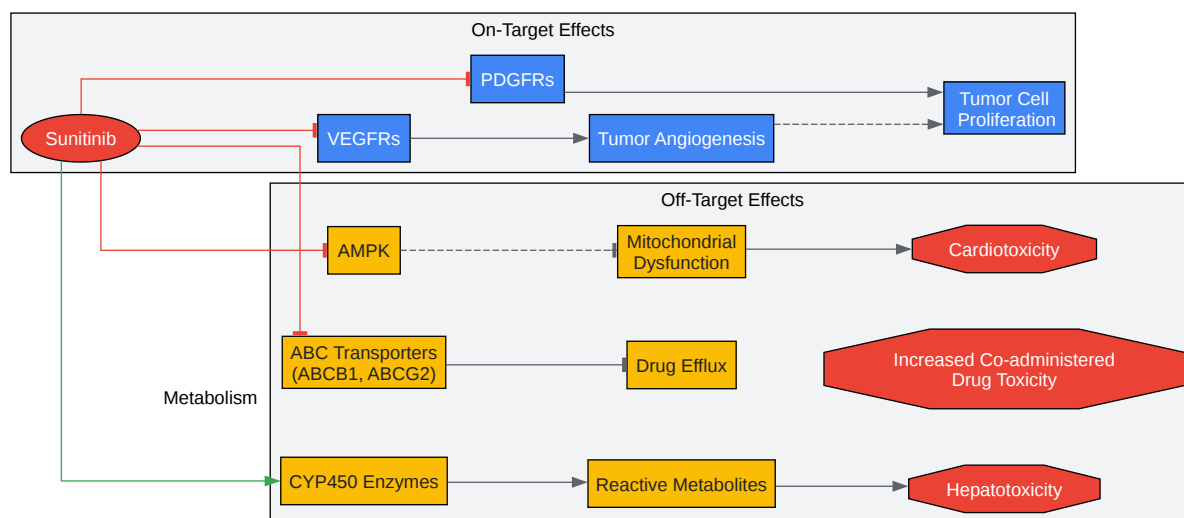 On-Target Effects
PDGFRs
Tumor Cell
Proliferation
Sunitinib
VEGFRs
Tumor Angiogenesis
Off-Target Effects
AMPK
Mitochondrial
Dysfunction
Cardiotoxicity
ABC Transporters
(ABCB1, ABCG2)
Drug Efflux
Increased Co-administered
Drug Toxicity
Metabolism
CYP450 Enzymes
Reactive Metabolites
Hepatotoxicity